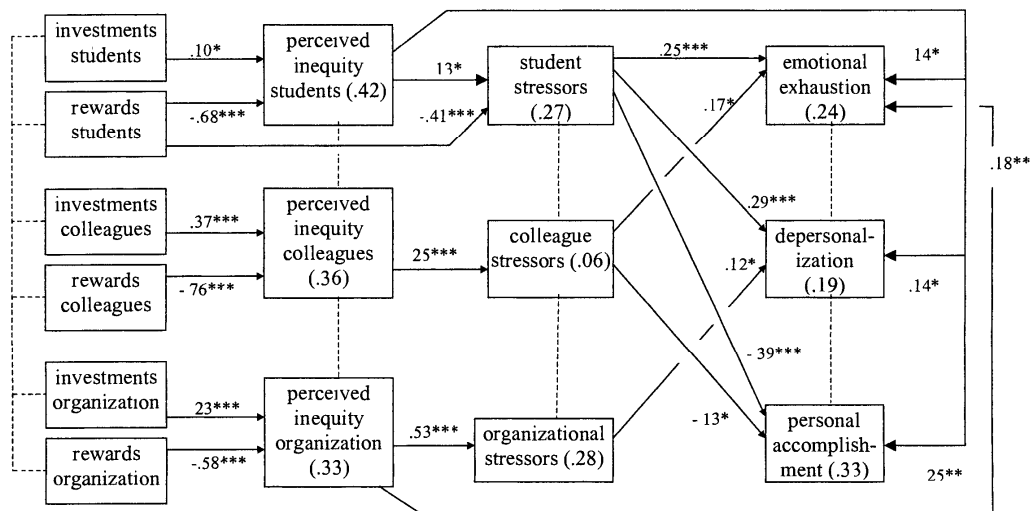 investments
students
rewards
students
investments
colleagues
rewards
colleagues
investments
organization
rewards
organization
.10*
-.68***
.37***
- 76***
23***
-.58***
perceived
inequity
students (.42)
perceived
inequity
colleagues
(.36)
perceived
inequity
organization
(.33)
13*
-.41***
25***
.53***
student
stressors
(.27)
colleague
stressors (.06)
organizational
stressors (.28)
.25***
.17*
.29***
.12*
- 39***
- 13*
emotional
exhaustion
(.24)
depersonal-
ization
(.19)
personal
accomplish-
ment (.33)
14*
.18**
.14*
25**